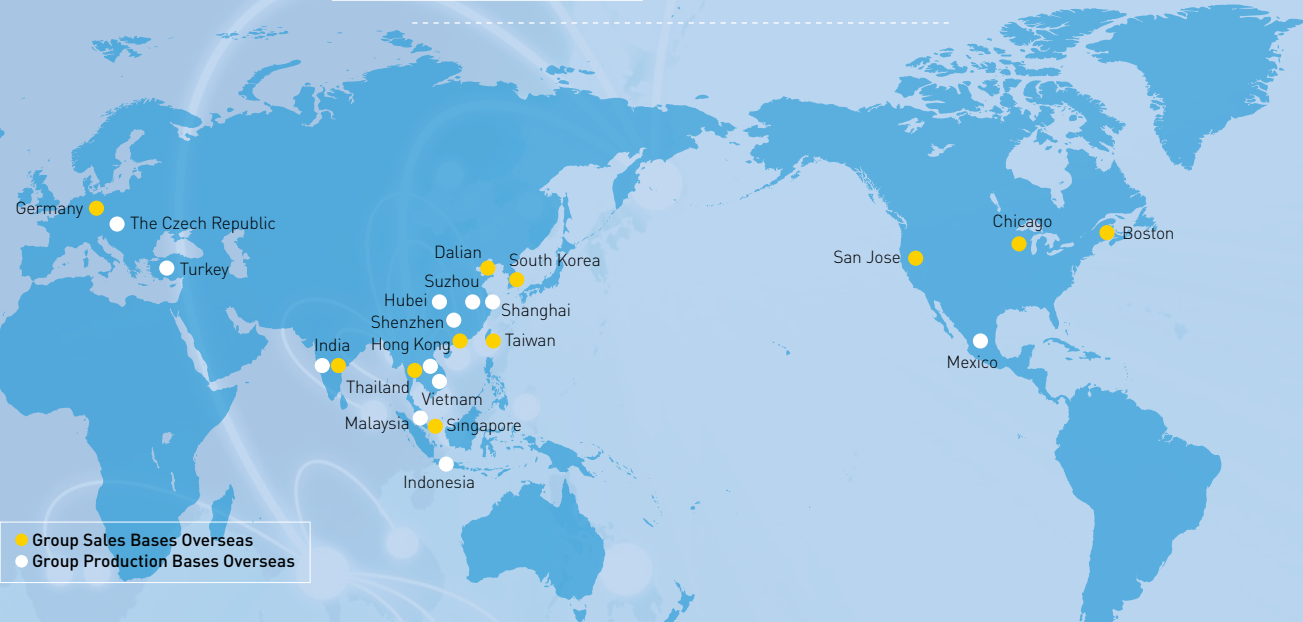 Germany
The Czech Republic
Turkey
Dalian
South Korea
Suzhou
Hubei
Shanghai
Shenzhen
Hong Kong
Taiwan
India
Thailand
Vietnam
Malaysia
Singapore
Indonesia
Chicago
Boston
San Jose
Mexico
Group Sales Bases Overseas
Group Production Bases Overseas